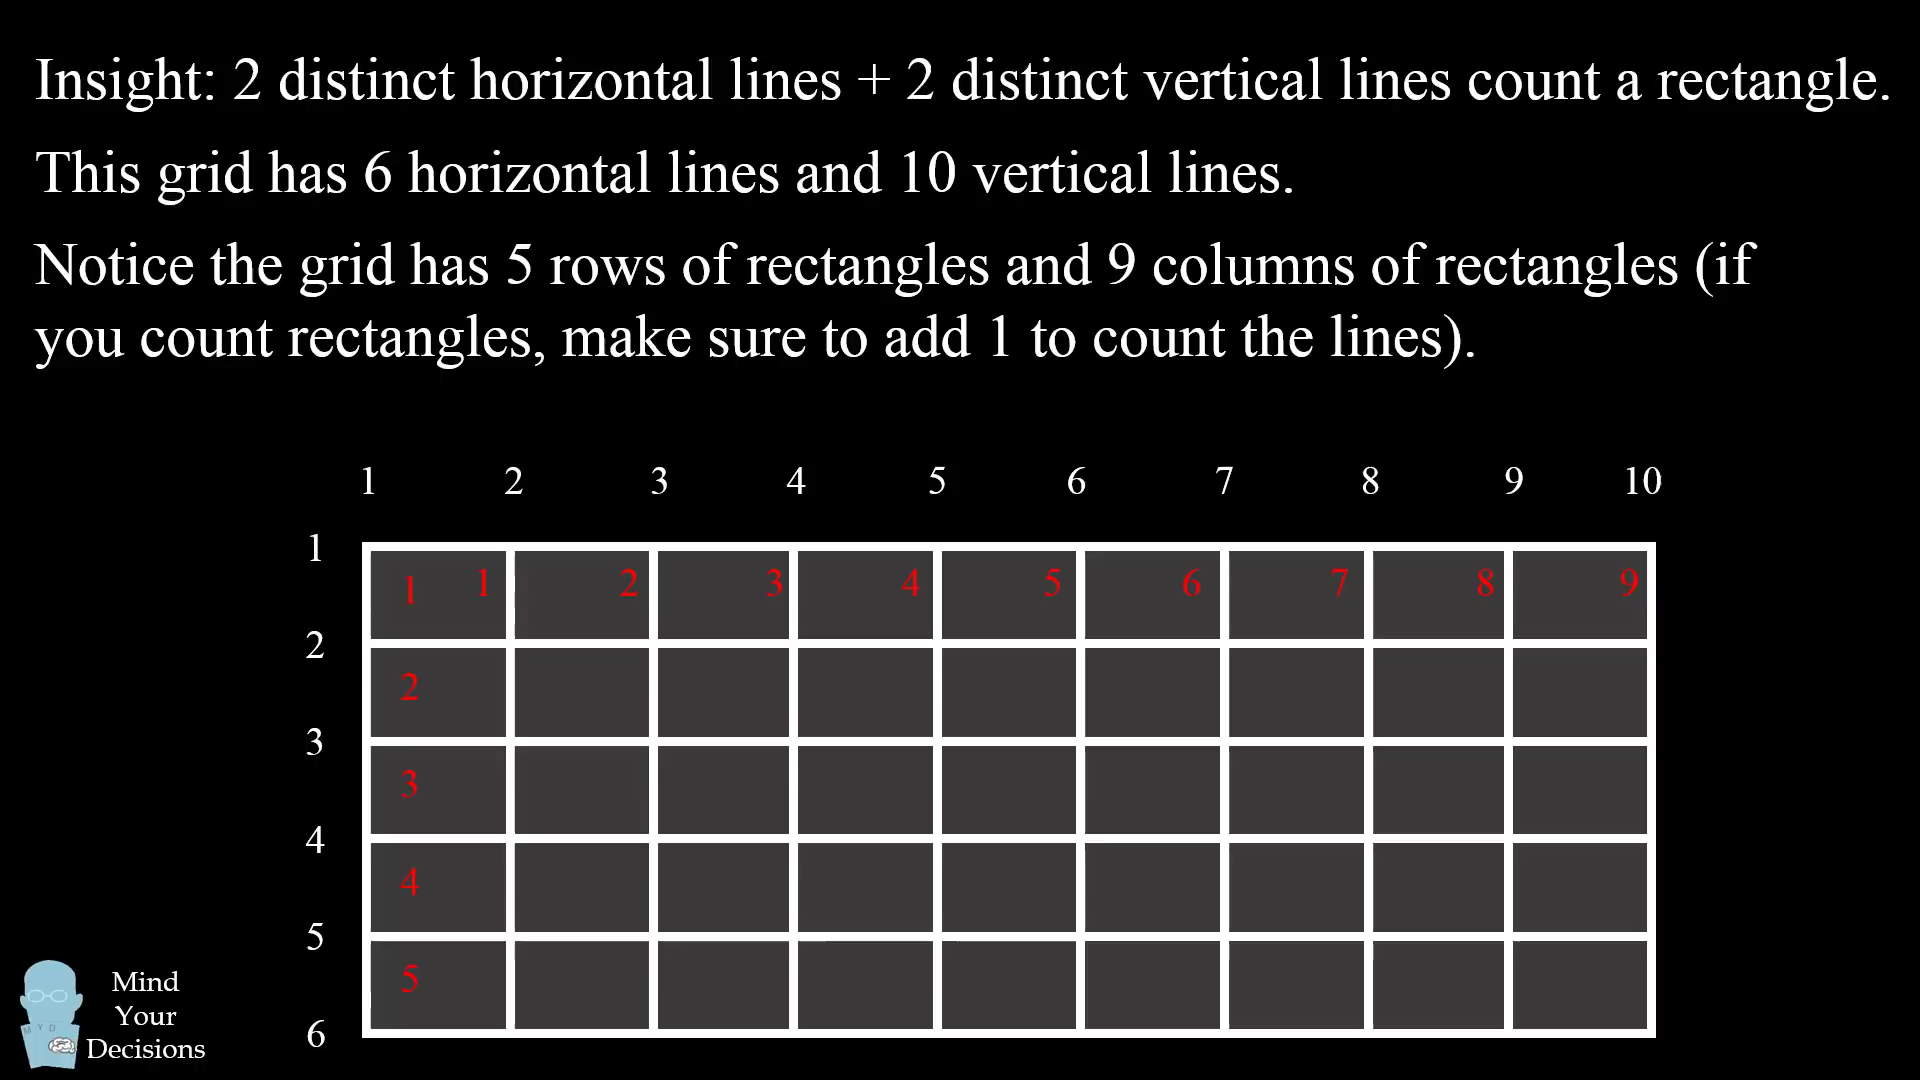 Insight: 2 distinct horizontal lines + 2 distinct vertical lines count a rectangle.
This grid has 6 horizontal lines and 10 vertical lines.
Notice the grid has 5 rows of rectangles and 9 columns of rectangles (if
you count rectangles, make sure to add 1 to count the lines).
1 2 3 4 5 6 7 8 9 10
1
1 1 2 3 4 5 6 7 8 9
2
2
3
3
4
4
5
5
6
M Y D
Mind
Your
Decisions